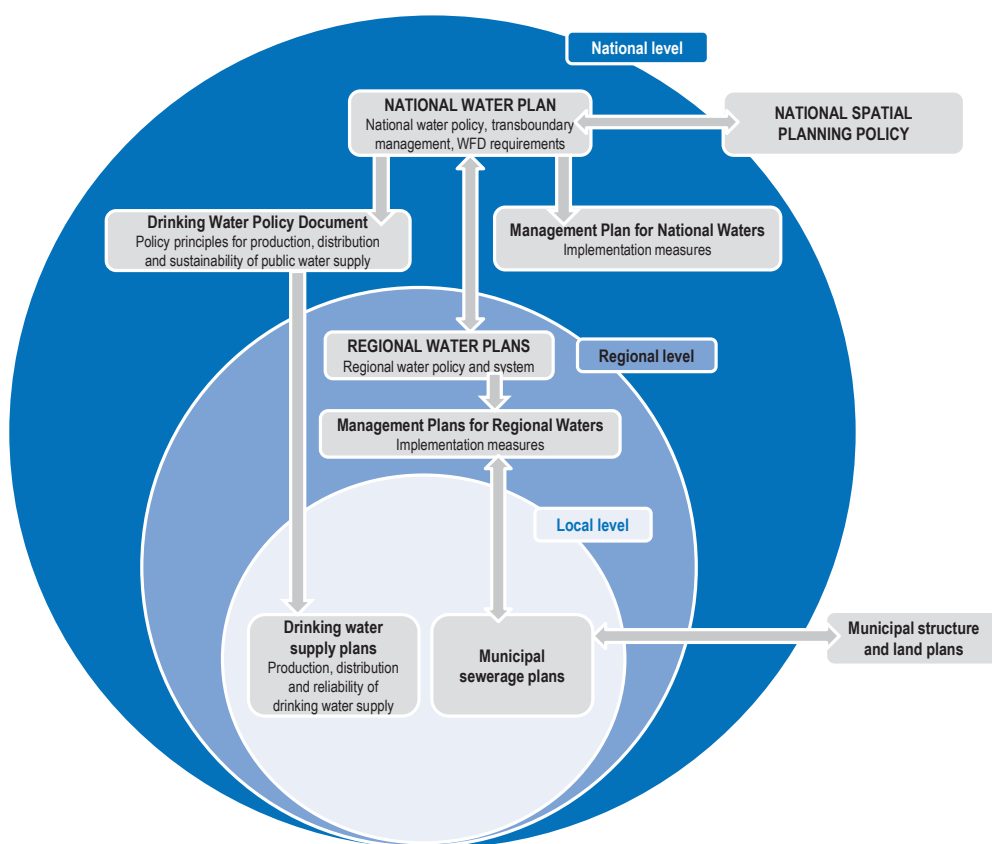 National level
NATIONAL WATER PLAN
National water policy, transboundary
management, WFD requirements
NATIONAL SPATIAL
PLANNING POLICY
Drinking Water Policy Document
Policy principles for production, distribution
and sustainability of public water supply
Management Plan for National Waters
Implementation measures
REGIONAL WATER PLANS
Regional water policy and system
Regional level
Management Plans for Regional Waters
Implementation measures
Local level
Drinking water
supply plans
Production, distribution
and reliability of
drinking water supply
Municipal
sewerage plans
Municipal structure
and land plans